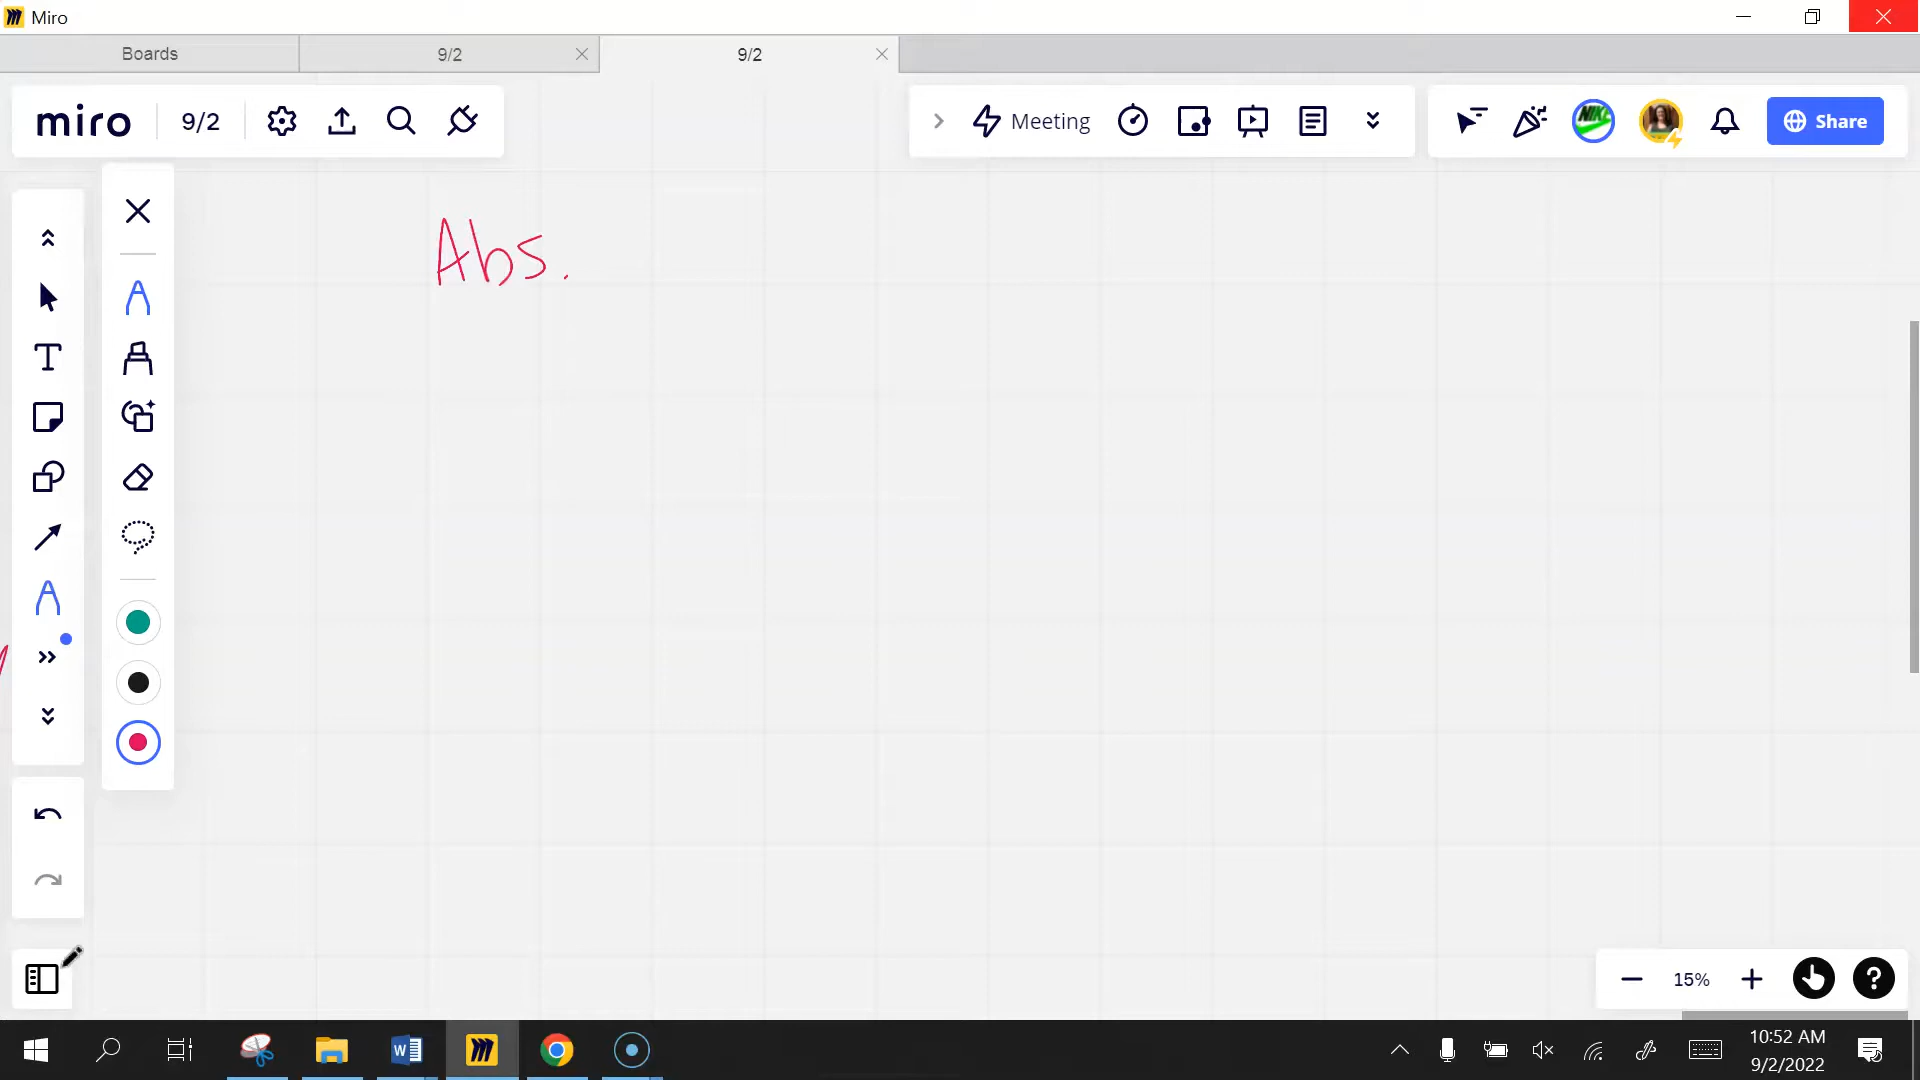 Miro
Boards 9/2 9/2
miro 9/2 Meeting NIKE Share
Abs.
T
15% ?
10:52 AM
9/2/2022